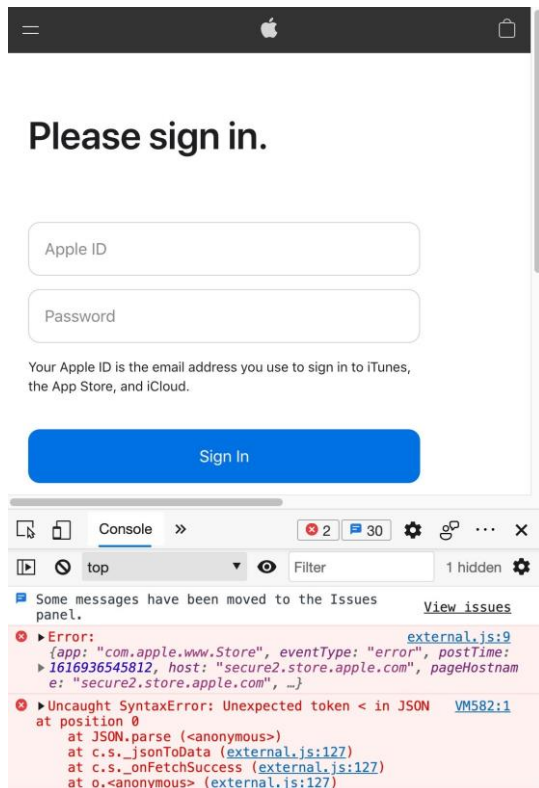 Please sign in.
Apple ID
Password
Your Apple ID is the email address you use to sign in to iTunes,
the App Store, and iCloud.
Sign In
Console » 2 30 ··· ×
top Filter 1 hidden
Some messages have been moved to the Issues View issues
panel.
Error: external.js:9
{app: "com.apple.www.Store", eventType: "error", postTime:
1616936545812, host: "secure2.store.apple.com", pageHostnam
e: "secure2.store.apple.com", …}
Uncaught SyntaxError: Unexpected token < in JSON VM582:1
at position 0
at JSON.parse (<anonymous>)
at c.s._jsonToData (external.js:127)
at c.s._onFetchSuccess (external.js:127)
at o.<anonymous> (external.js:127)